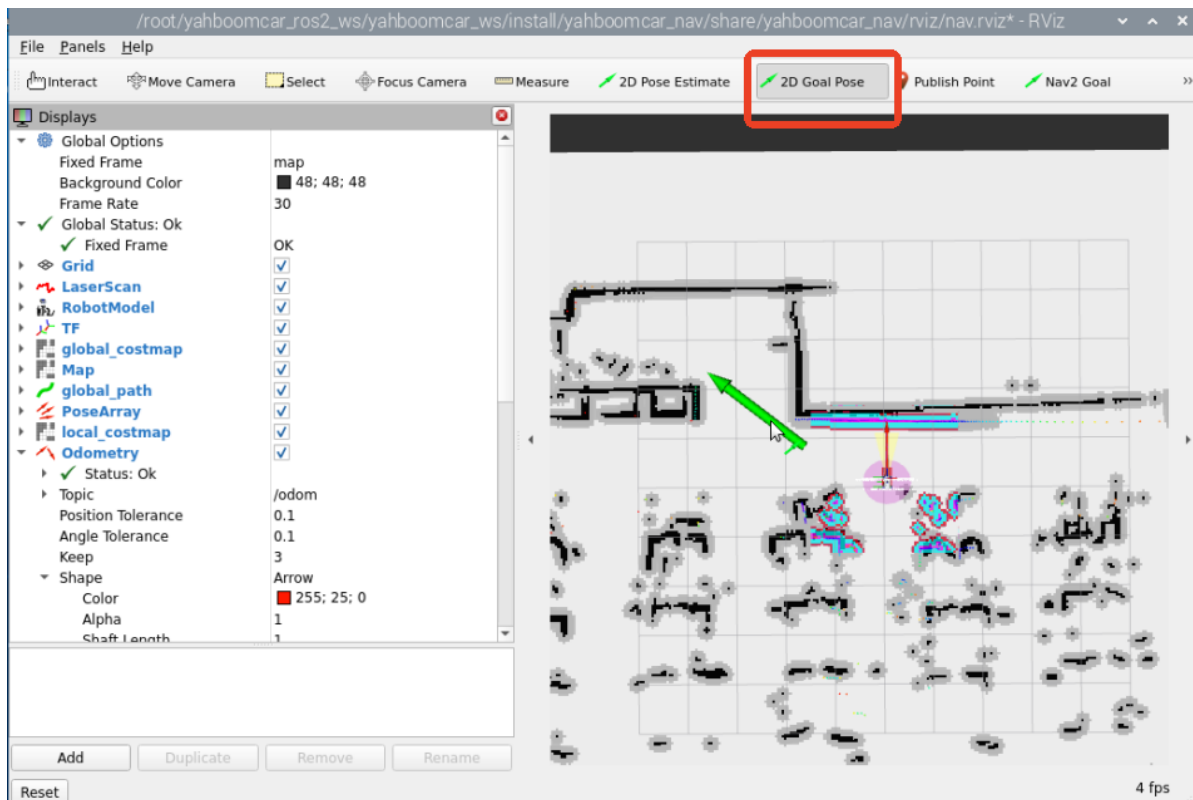 /root/yahboomcar_ros2_ws/yahboomcar_ws/install/yahboomcar_nav/share/yahboomcar_nav/rviz/nav.rviz* - RViz
File Panels Help
Interact Move Camera Select Focus Camera Measure 2D Pose Estimate 2D Goal Pose Publish Point Nav2 Goal »
Displays
Global Options
Fixed Frame map
Background Color 48; 48; 48
Frame Rate 30
Global Status: Ok
Fixed Frame OK
Grid
LaserScan
RobotModel
TF
global_costmap
Map
global_path
PoseArray
local_costmap
Odometry
Status: Ok
Topic /odom
Position Tolerance 0.1
Angle Tolerance 0.1
Keep 3
Shape Arrow
Color 255; 25; 0
Alpha 1
Shaft Length 1
Add Duplicate Remove Rename
Reset 4 fps